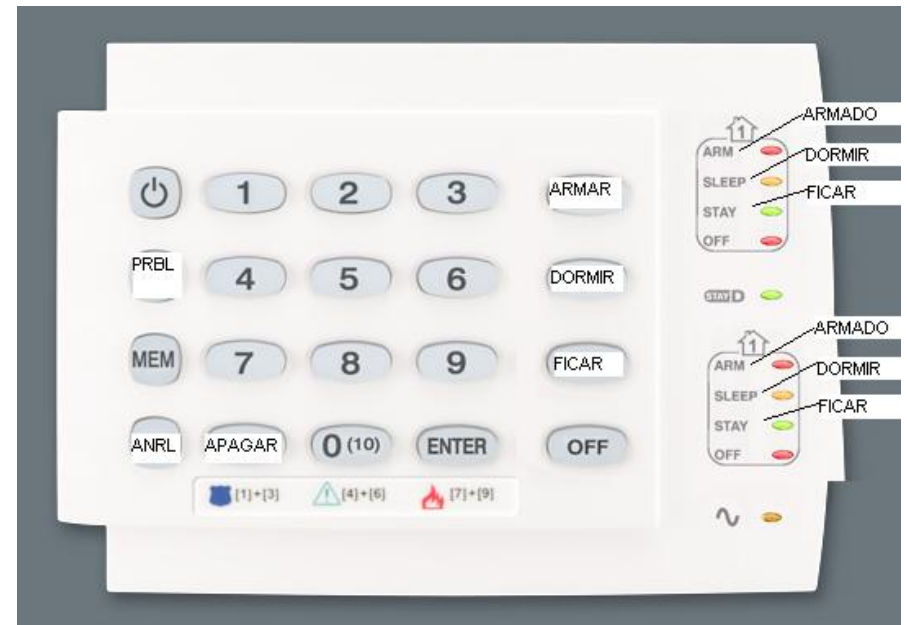 1 2 3 ARMAR
PRBL 4 5 6 DORMIR
MEM 7 8 9 FICAR
ANRL APAGAR 0 (10) ENTER OFF
[1]+[3] [4]+[6] [7]+[9]
1
ARMADO
ARM
DORMIR
SLEEP
FICAR
STAY
OFF
STAY D
1
ARMADO
ARM
DORMIR
SLEEP
FICAR
STAY
OFF